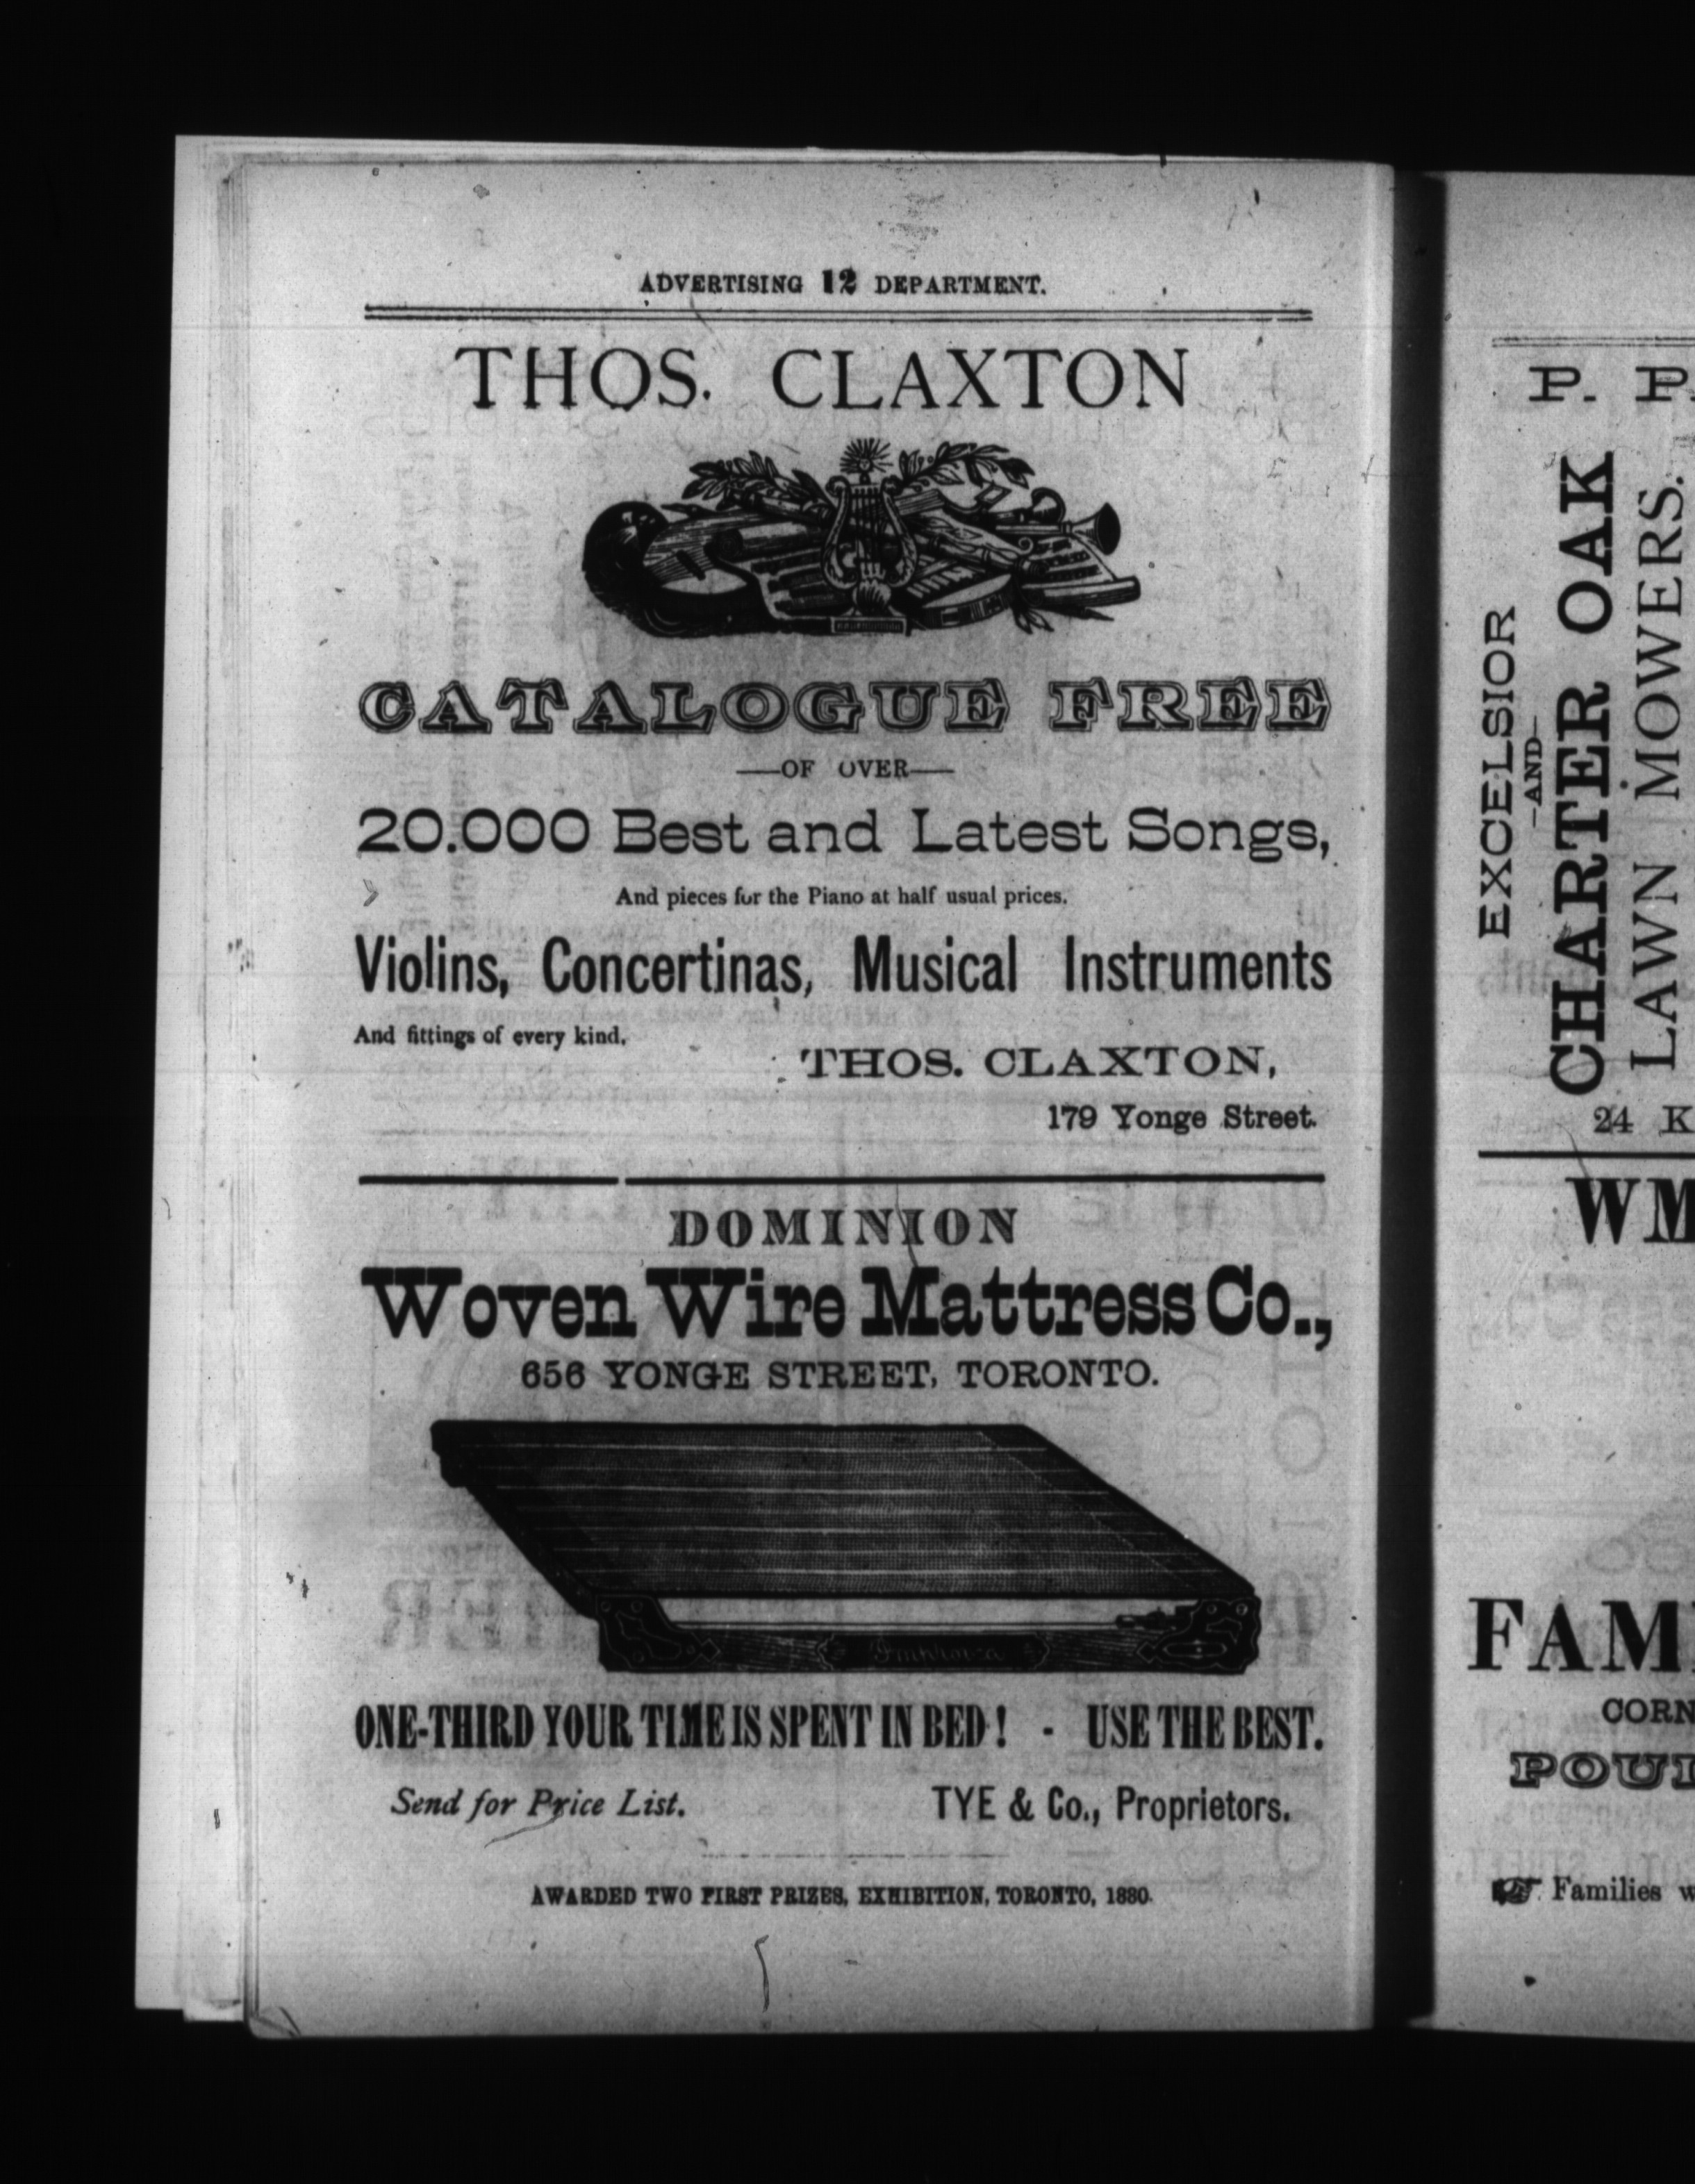 ADVERTISING 12 DEPARTMENT.
THOS. CLAXTON
CATALOGUE FREE
—OF OVER—
20.000 Best and Latest Songs,
And pieces for the Piano at half usual prices.
Violins, Concertinas, Musical Instruments
And fittings of every kind.
THOS. CLAXTON,
179 Yonge Street.
DOMINION
Woven Wire Mattress Co.,
656 YONGE STREET, TORONTO.
ONE-THIRD YOUR TIME IS SPENT IN BED! - USE THE BEST.
Send for Price List. TYE & Co., Proprietors.
AWARDED TWO FIRST PRIZES, EXHIBITION, TORONTO, 1880.
P. P.
EXCELSIOR
—AND—
CHARTER OAK
LAWN MOWERS.
24 K
WM
FAM
CORN
POUL
Families w